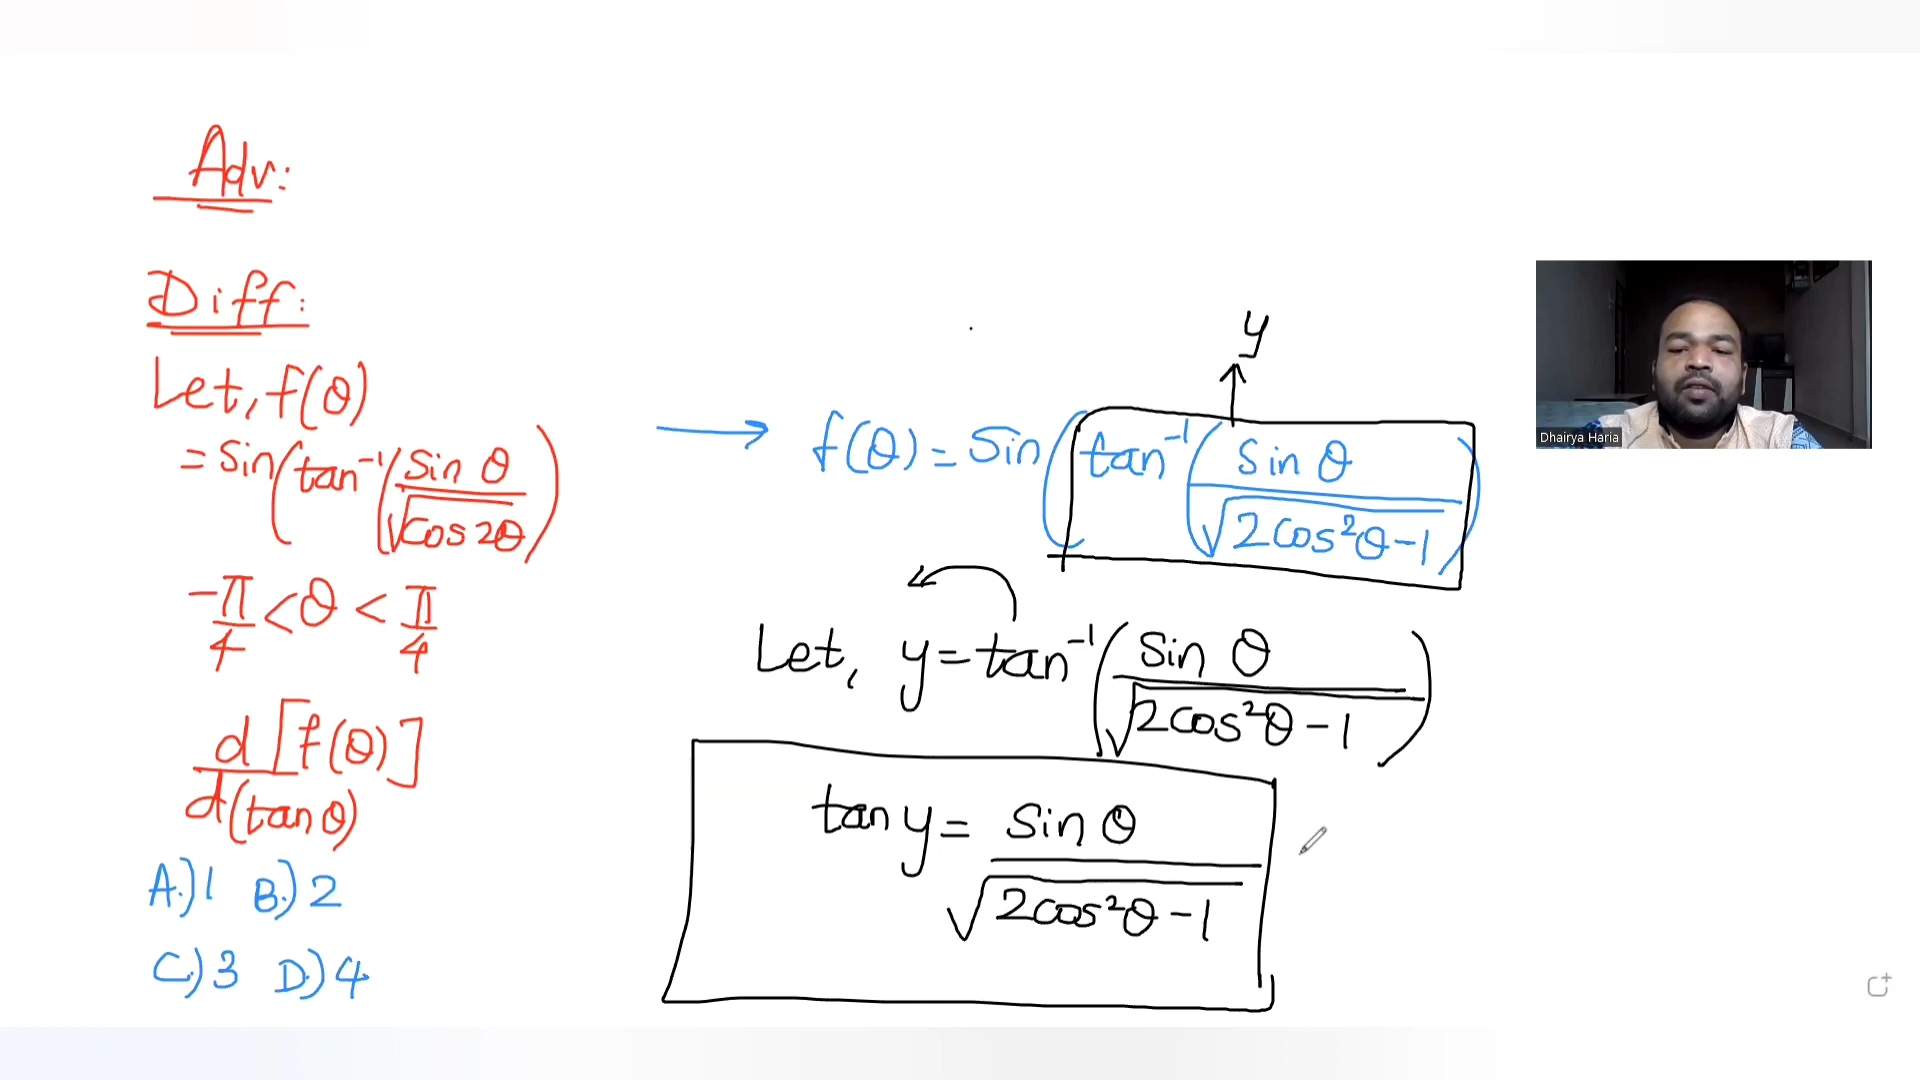 Adv:
Diff:
Let, f(θ)
= Sin(tan⁻¹(Sin θ/√cos 2θ)
-π/4 < θ < π/4
d[f(θ)]/d(tan θ)
A.) 1 B.) 2
C.) 3 D.) 4
y
f(θ) = Sin(tan⁻¹(Sin θ/√2cos²θ-1)
Let, y = tan⁻¹(Sin θ/√2cos²θ-1)
tan y = Sin θ/√2cos²θ-1
Dhairya Haria